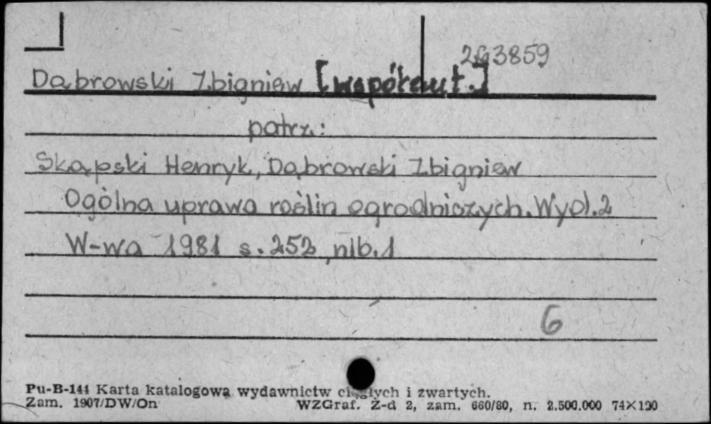 263859
Dąbrowski Zbigniew [współaut.]
patrz:
Skąpski Henryk, Dąbrowski Zbigniew
Ogólna uprawa roślin ogrodniczych. Wyd. 2
W-wa 1981 s. 252, nlb. 1
6
Pu-B-144 Karta katalogowa wydawnictw ciągłych i zwartych.
Zam. 1907/DW/On WZGraf. Z-d 2, zam. 660/80, n. 2.500.000 74×120